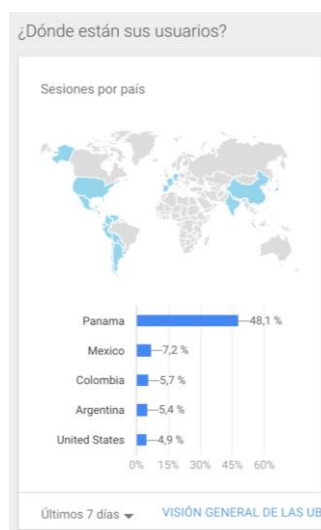 ¿Dónde están sus usuarios?
Sesiones por país
Panama 48,1 %
Mexico 7,2 %
Colombia 5,7 %
Argentina 5,4 %
United States 4,9 %
0% 15% 30% 45% 60%
Últimos 7 días VISIÓN GENERAL DE LAS UB